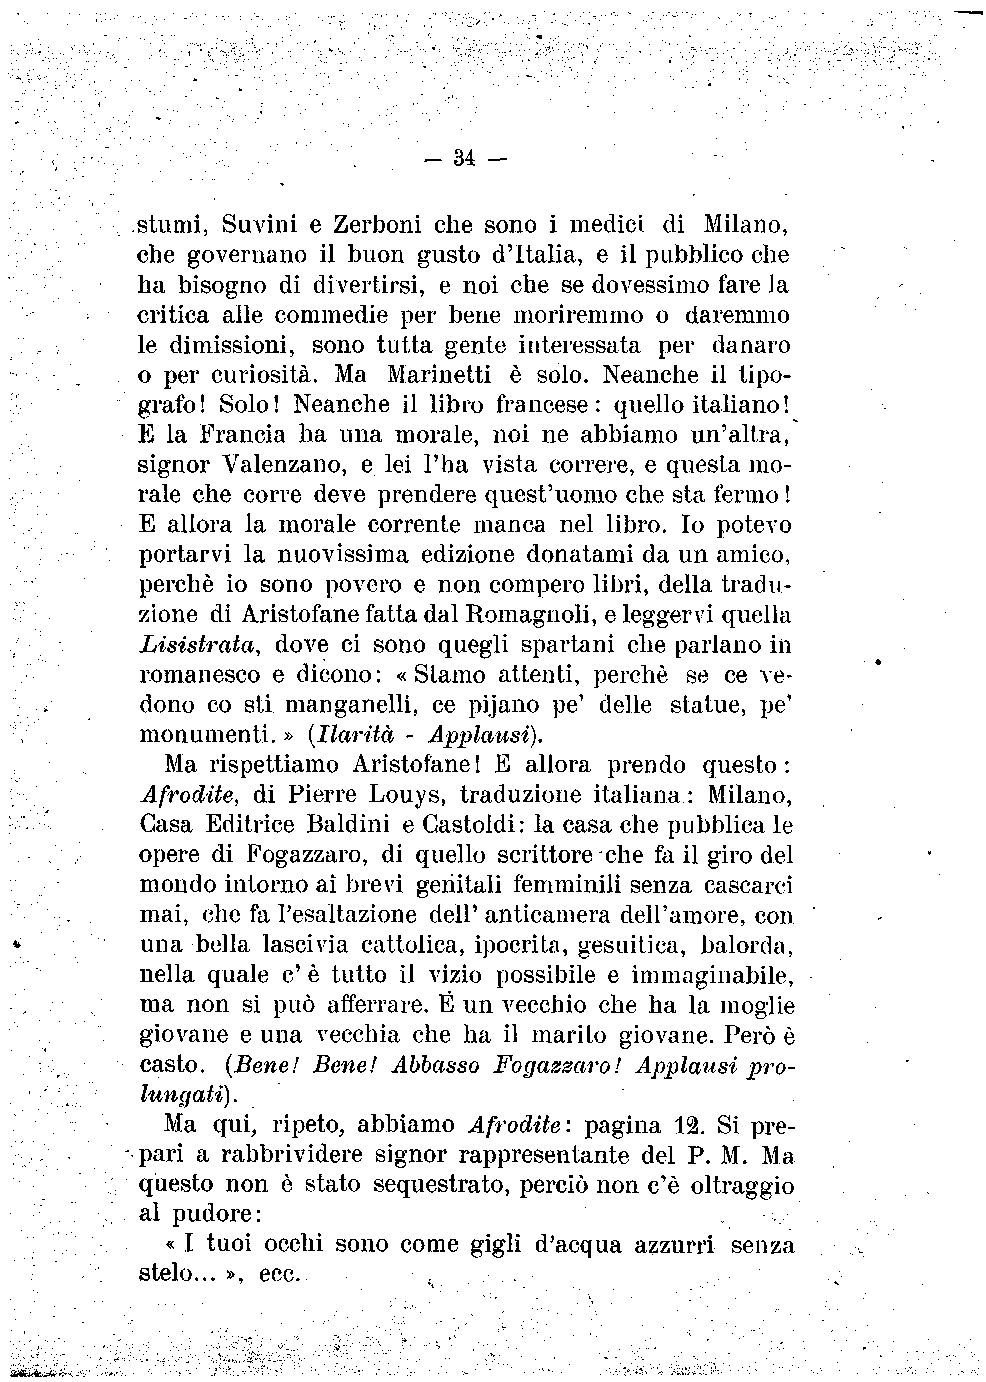 — 34 —
stumi, Suvini e Zerboni che sono i medici di Milano,
che governano il buon gusto d'Italia, e il pubblico che
ha bisogno di divertirsi, e noi che se dovessimo fare la
critica alle commedie per bene moriremmo o daremmo
le dimissioni, sono tutta gente interessata per danaro
o per curiosità. Ma Marinetti è solo. Neanche il tipo-
grafo! Solo! Neanche il libro francese: quello italiano!
E la Francia ha una morale, noi ne abbiamo un'altra,
signor Valenzano, e lei l'ha vista correre, e questa mo-
rale che corre deve prendere quest'uomo che sta fermo!
E allora la morale corrente manca nel libro. Io potevo
portarvi la nuovissima edizione donatami da un amico,
perchè io sono povero e non compero libri, della tradu-
zione di Aristofane fatta dal Romagnoli, e leggervi quella
Lisistrata, dove ci sono quegli spartani che parlano in
romanesco e dicono: « Stamo attenti, perchè se ce ve-
dono co sti manganelli, ce pijano pe' delle statue, pe'
monumenti. » (Ilarità - Applausi).
Ma rispettiamo Aristofane! E allora prendo questo:
Afrodite, di Pierre Louys, traduzione italiana: Milano,
Casa Editrice Baldini e Castoldi: la casa che pubblica le
opere di Fogazzaro, di quello scrittore che fa il giro del
mondo intorno ai brevi genitali femminili senza cascarci
mai, che fa l'esaltazione dell' anticamera dell'amore, con
una bella lascivia cattolica, ipocrita, gesuitica, balorda,
nella quale c' è tutto il vizio possibile e immaginabile,
ma non si può afferrare. È un vecchio che ha la moglie
giovane e una vecchia che ha il marito giovane. Però è
casto. (Bene! Bene! Abbasso Fogazzaro! Applausi pro-
lungati).
Ma qui, ripeto, abbiamo Afrodite: pagina 12. Si pre-
pari a rabbrividere signor rappresentante del P. M. Ma
questo non è stato sequestrato, perciò non c'è oltraggio
al pudore:
« I tuoi occhi sono come gigli d'acqua azzurri senza
stelo... », ecc.